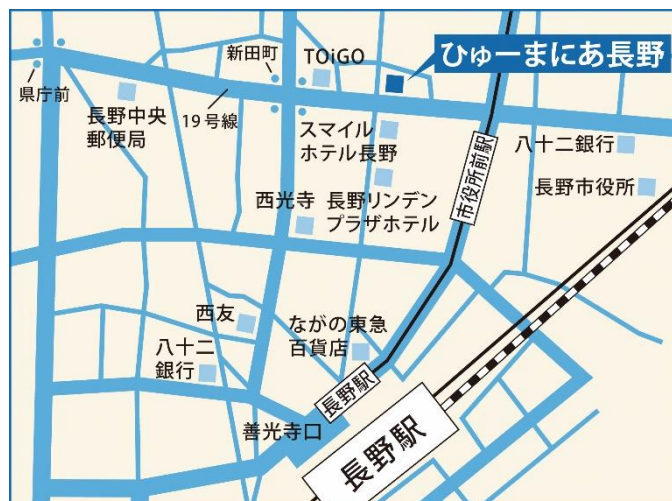 ひゅーまにあ長野
新田町
TOiGO
県庁前
長野中央
郵便局
19号線
スマイル
ホテル長野
八十二銀行
市役所前駅
長野市役所
西光寺
長野リンデン
プラザホテル
西友
ながの東急
百貨店
八十二
銀行
長野駅
善光寺口
長野駅